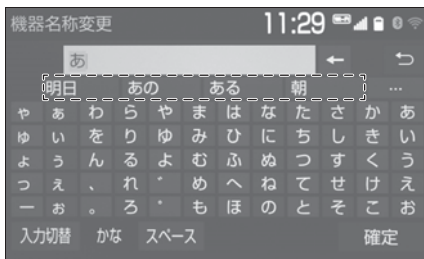 機器名称変更 11:29
あ
明日 あの ある 朝 ...
ゃ ぁ わ ら や ま は な た さ か あ
ゅ ぃ を り ゆ み ひ に ち し き い
ょ ぅ ん る よ む ふ ぬ つ す く う
っ ぇ 、 れ ゛ め へ ね て せ け え
ー ぉ 。 ろ ゜ も ほ の と そ こ お
入力切替 かな スペース 確定